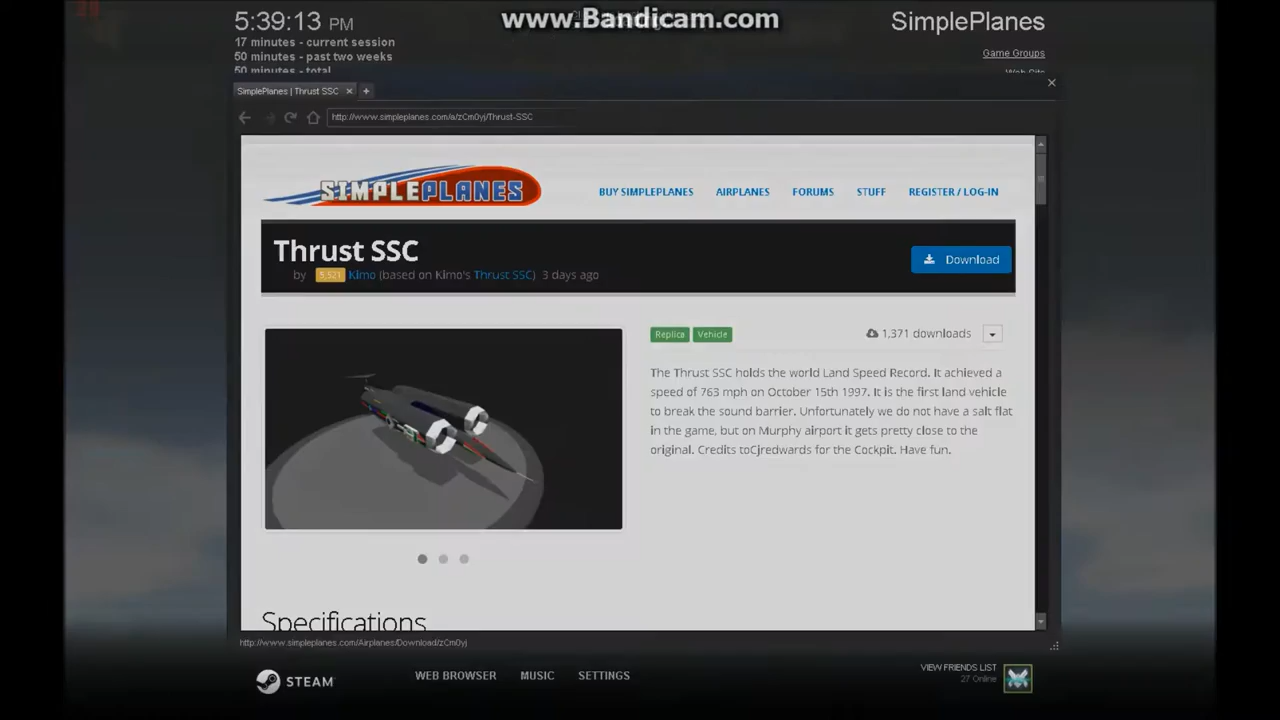 5:39:13 PM
www.Bandicam.com
SimplePlanes
17 minutes - current session
50 minutes - past two weeks
50 minutes - total
Game Groups
Web Site
SimplePlanes | Thrust SSC
http://www.simpleplanes.com/a/zCm0yj/Thrust-SSC
SIMPLEPLANES
BUY SIMPLEPLANES AIRPLANES FORUMS STUFF REGISTER / LOG-IN
Thrust SSC
Download
by 5,521 Kimo (based on Kimo's Thrust SSC) 3 days ago
Replica Vehicle 1,371 downloads
The Thrust SSC holds the world Land Speed Record. It achieved a
speed of 763 mph on October 15th 1997. It is the first land vehicle
to break the sound barrier. Unfortunately we do not have a salt flat
in the game, but on Murphy airport it gets pretty close to the
original. Credits toCjredwards for the Cockpit. Have fun.
Specifications
http://www.simpleplanes.com/Airplanes/Download/zCm0yj
STEAM
WEB BROWSER MUSIC SETTINGS
VIEW FRIENDS LIST
27 Online